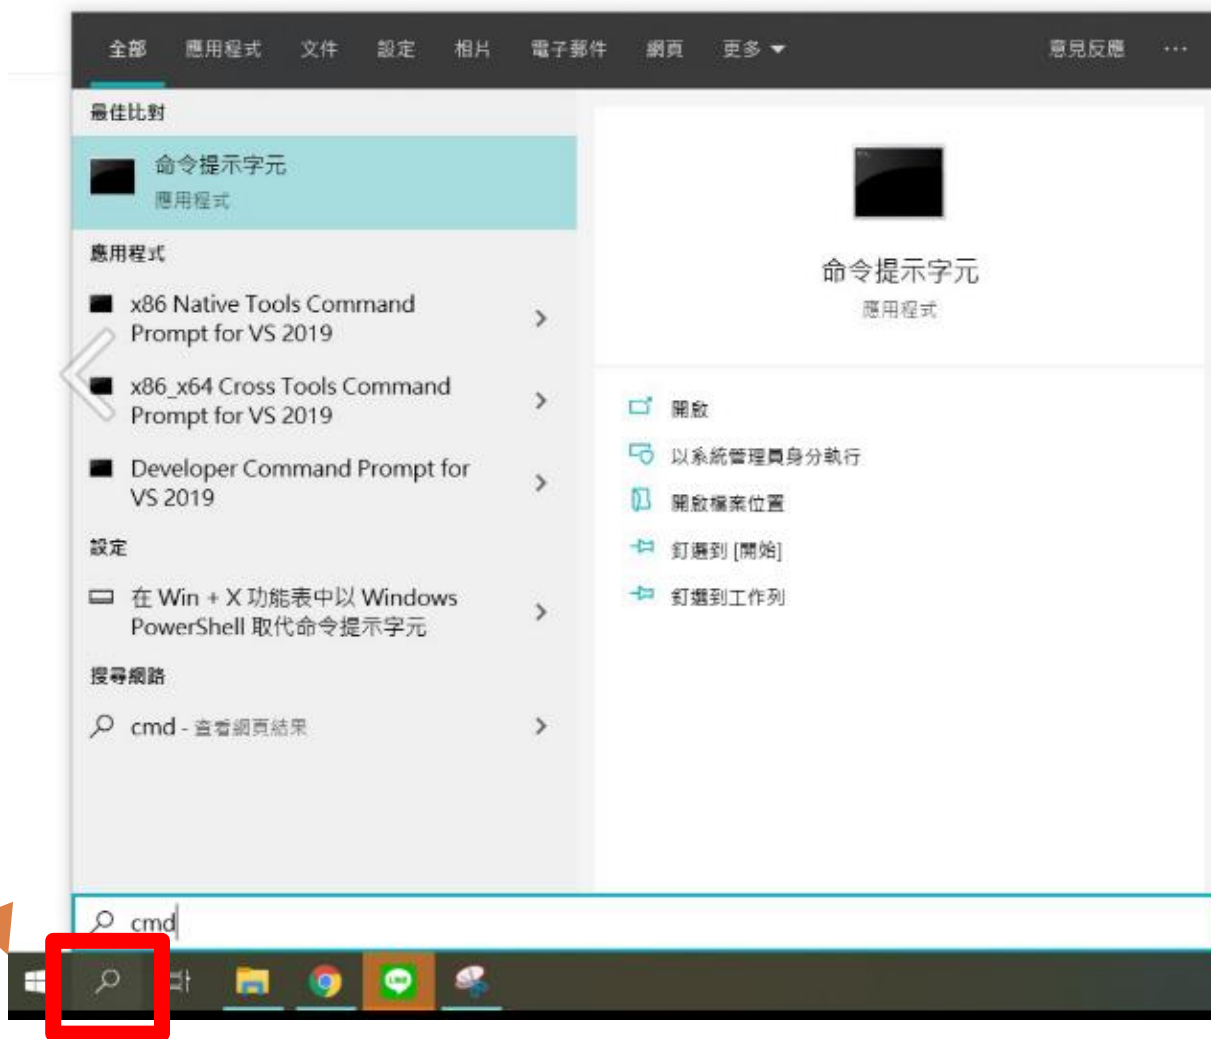 全部 應用程式 文件 設定 相片 電子郵件 網頁 更多 意見反應 ...
最佳比對
命令提示字元
應用程式
應用程式
x86 Native Tools Command
Prompt for VS 2019
x86_x64 Cross Tools Command
Prompt for VS 2019
Developer Command Prompt for
VS 2019
設定
在 Win + X 功能表中以 Windows
PowerShell 取代命令提示字元
搜尋網路
cmd - 查看網頁結果
命令提示字元
應用程式
開啟
以系統管理員身分執行
開啟檔案位置
釘選到 [開始]
釘選到工作列
cmd
LINE